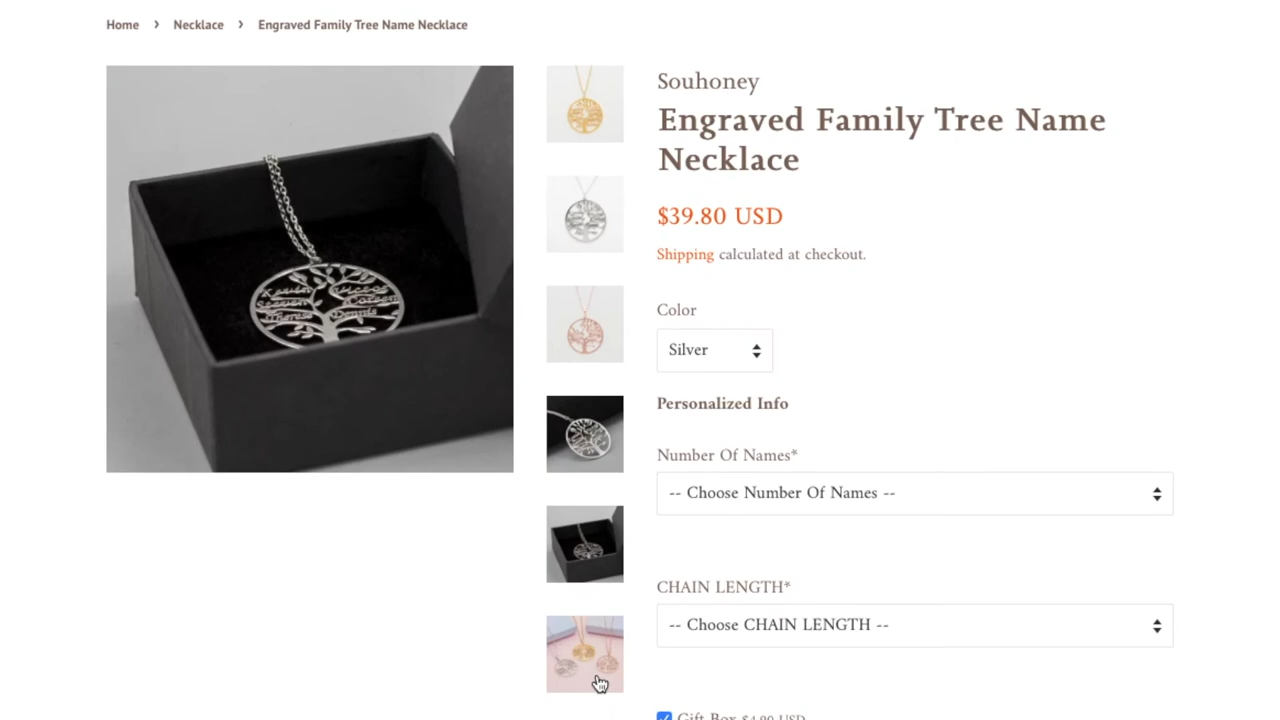 Home › Necklace › Engraved Family Tree Name Necklace
Souhoney
Engraved Family Tree Name
Necklace
$39.80 USD
Shipping calculated at checkout.
Color
Silver
Personalized Info
Number Of Names*
-- Choose Number Of Names --
CHAIN LENGTH*
-- Choose CHAIN LENGTH --
Gift Box $4.90 USD
Dennis